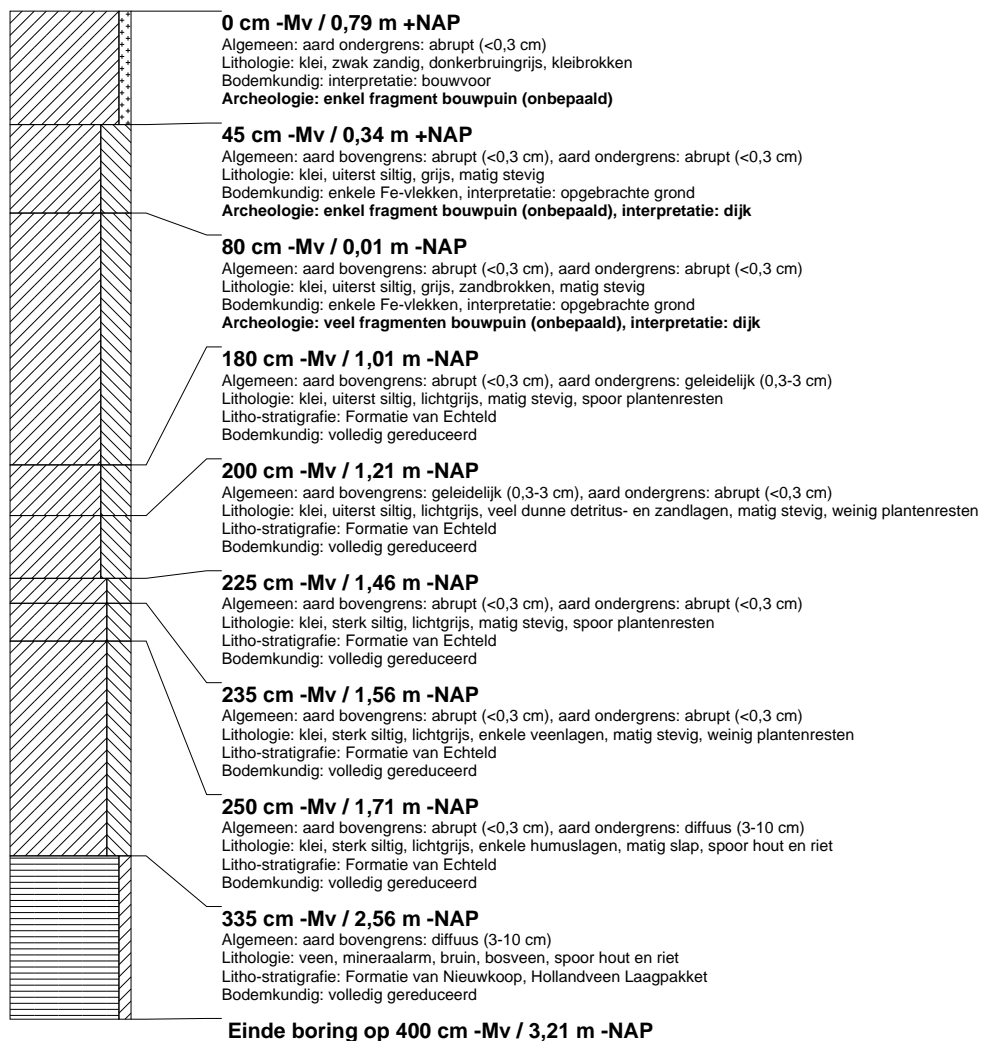 0 cm -Mv / 0,79 m +NAP
Algemeen: aard ondergrens: abrupt (<0,3 cm)
Lithologie: klei, zwak zandig, donkerbruingrijs, kleibrokken
Bodemkundig: interpretatie: bouwvoor
Archeologie: enkel fragment bouwpuin (onbepaald)
45 cm -Mv / 0,34 m +NAP
Algemeen: aard bovengrens: abrupt (<0,3 cm), aard ondergrens: abrupt (<0,3 cm)
Lithologie: klei, uiterst siltig, grijs, matig stevig
Bodemkundig: enkele Fe-vlekken, interpretatie: opgebrachte grond
Archeologie: enkel fragment bouwpuin (onbepaald), interpretatie: dijk
80 cm -Mv / 0,01 m -NAP
Algemeen: aard bovengrens: abrupt (<0,3 cm), aard ondergrens: abrupt (<0,3 cm)
Lithologie: klei, uiterst siltig, grijs, zandbrokken, matig stevig
Bodemkundig: enkele Fe-vlekken, interpretatie: opgebrachte grond
Archeologie: veel fragmenten bouwpuin (onbepaald), interpretatie: dijk
180 cm -Mv / 1,01 m -NAP
Algemeen: aard bovengrens: abrupt (<0,3 cm), aard ondergrens: geleidelijk (0,3-3 cm)
Lithologie: klei, uiterst siltig, lichtgrijs, matig stevig, spoor plantenresten
Litho-stratigrafie: Formatie van Echteld
Bodemkundig: volledig gereduceerd
200 cm -Mv / 1,21 m -NAP
Algemeen: aard bovengrens: geleidelijk (0,3-3 cm), aard ondergrens: abrupt (<0,3 cm)
Lithologie: klei, uiterst siltig, lichtgrijs, veel dunne detritus- en zandlagen, matig stevig, weinig plantenresten
Litho-stratigrafie: Formatie van Echteld
Bodemkundig: volledig gereduceerd
225 cm -Mv / 1,46 m -NAP
Algemeen: aard bovengrens: abrupt (<0,3 cm), aard ondergrens: abrupt (<0,3 cm)
Lithologie: klei, sterk siltig, lichtgrijs, matig stevig, spoor plantenresten
Litho-stratigrafie: Formatie van Echteld
Bodemkundig: volledig gereduceerd
235 cm -Mv / 1,56 m -NAP
Algemeen: aard bovengrens: abrupt (<0,3 cm), aard ondergrens: abrupt (<0,3 cm)
Lithologie: klei, sterk siltig, lichtgrijs, enkele veenlagen, matig stevig, weinig plantenresten
Litho-stratigrafie: Formatie van Echteld
Bodemkundig: volledig gereduceerd
250 cm -Mv / 1,71 m -NAP
Algemeen: aard bovengrens: abrupt (<0,3 cm), aard ondergrens: diffuus (3-10 cm)
Lithologie: klei, sterk siltig, lichtgrijs, enkele humuslagen, matig slap, spoor hout en riet
Litho-stratigrafie: Formatie van Echteld
Bodemkundig: volledig gereduceerd
335 cm -Mv / 2,56 m -NAP
Algemeen: aard bovengrens: diffuus (3-10 cm)
Lithologie: veen, mineraalarm, bruin, bosveen, spoor hout en riet
Litho-stratigrafie: Formatie van Nieuwkoop, Hollandveen Laagpakket
Bodemkundig: volledig gereduceerd
Einde boring op 400 cm -Mv / 3,21 m -NAP